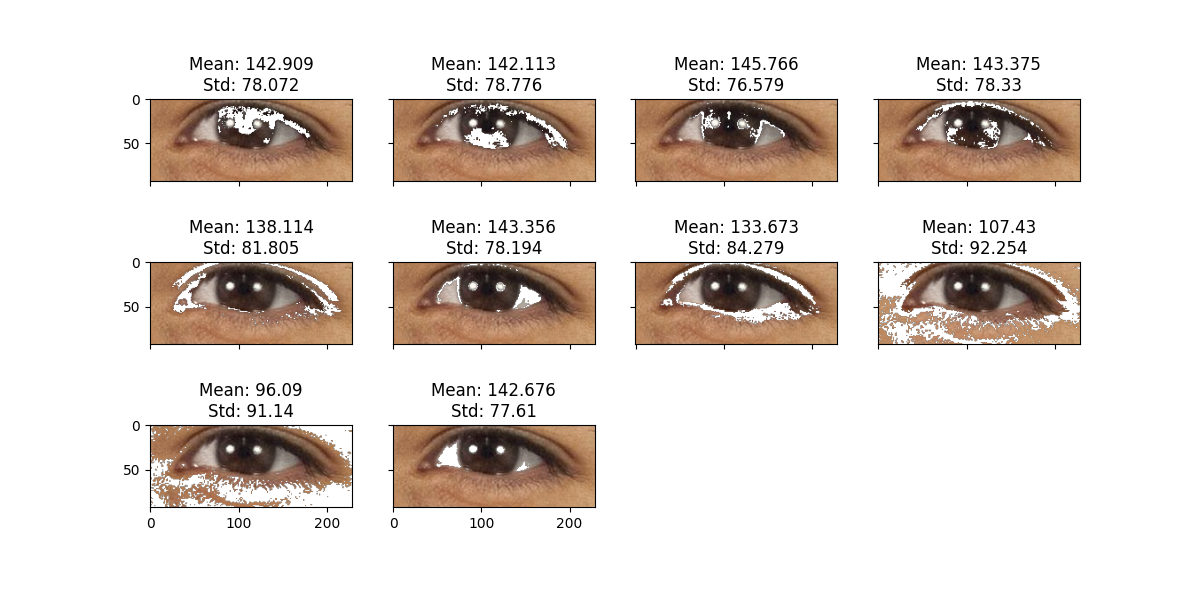 Mean: 142.909
Std: 78.072
Mean: 142.113
Std: 78.776
Mean: 145.766
Std: 76.579
Mean: 143.375
Std: 78.33
0
50
Mean: 138.114
Std: 81.805
Mean: 143.356
Std: 78.194
Mean: 133.673
Std: 84.279
Mean: 107.43
Std: 92.254
0
50
Mean: 96.09
Std: 91.14
Mean: 142.676
Std: 77.61
0
50
0 100 200
0 100 200